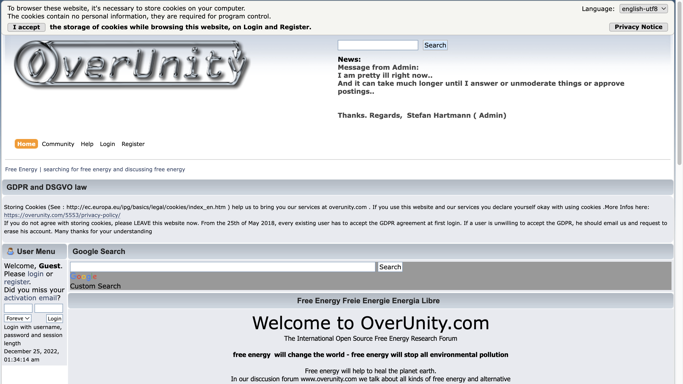 To browser these website, it's necessary to store cookies on your computer.
The cookies contain no personal information, they are required for program control.
I accept the storage of cookies while browsing this website, on Login and Register.
Language: english-utf8
Privacy Notice
OverUnity
Search
News:
Message from Admin:
I am pretty ill right now..
And it can take much longer until I answer or unmoderate things or approve
postings..
Thanks. Regards, Stefan Hartmann ( Admin)
Home Community Help Login Register
Free Energy | searching for free energy and discussing free energy
GDPR and DSGVO law
Storing Cookies (See : http://ec.europa.eu/ipg/basics/legal/cookies/index_en.htm ) help us to bring you our services at overunity.com . If you use this website and our services you declare yourself okay with using cookies .More Infos here:
https://overunity.com/5553/privacy-policy/
If you do not agree with storing cookies, please LEAVE this website now. From the 25th of May 2018, every existing user has to accept the GDPR agreement at first login. If a user is unwilling to accept the GDPR, he should email us and request to
erase his account. Many thanks for your understanding
User Menu
Welcome, Guest.
Please login or
register.
Did you miss your
activation email?
Foreve Login
Login with username,
password and session
length
December 25, 2022,
01:34:14 am
Google Search
Search
Google
Custom Search
Free Energy Freie Energie Energia Libre
Welcome to OverUnity.com
The International Open Source Free Energy Research Forum
free energy will change the world - free energy will stop all environmental pollution
Free energy will help to heal the planet earth.
In our disccusion forum www.overunity.com we talk about all kinds of free energy and alternative